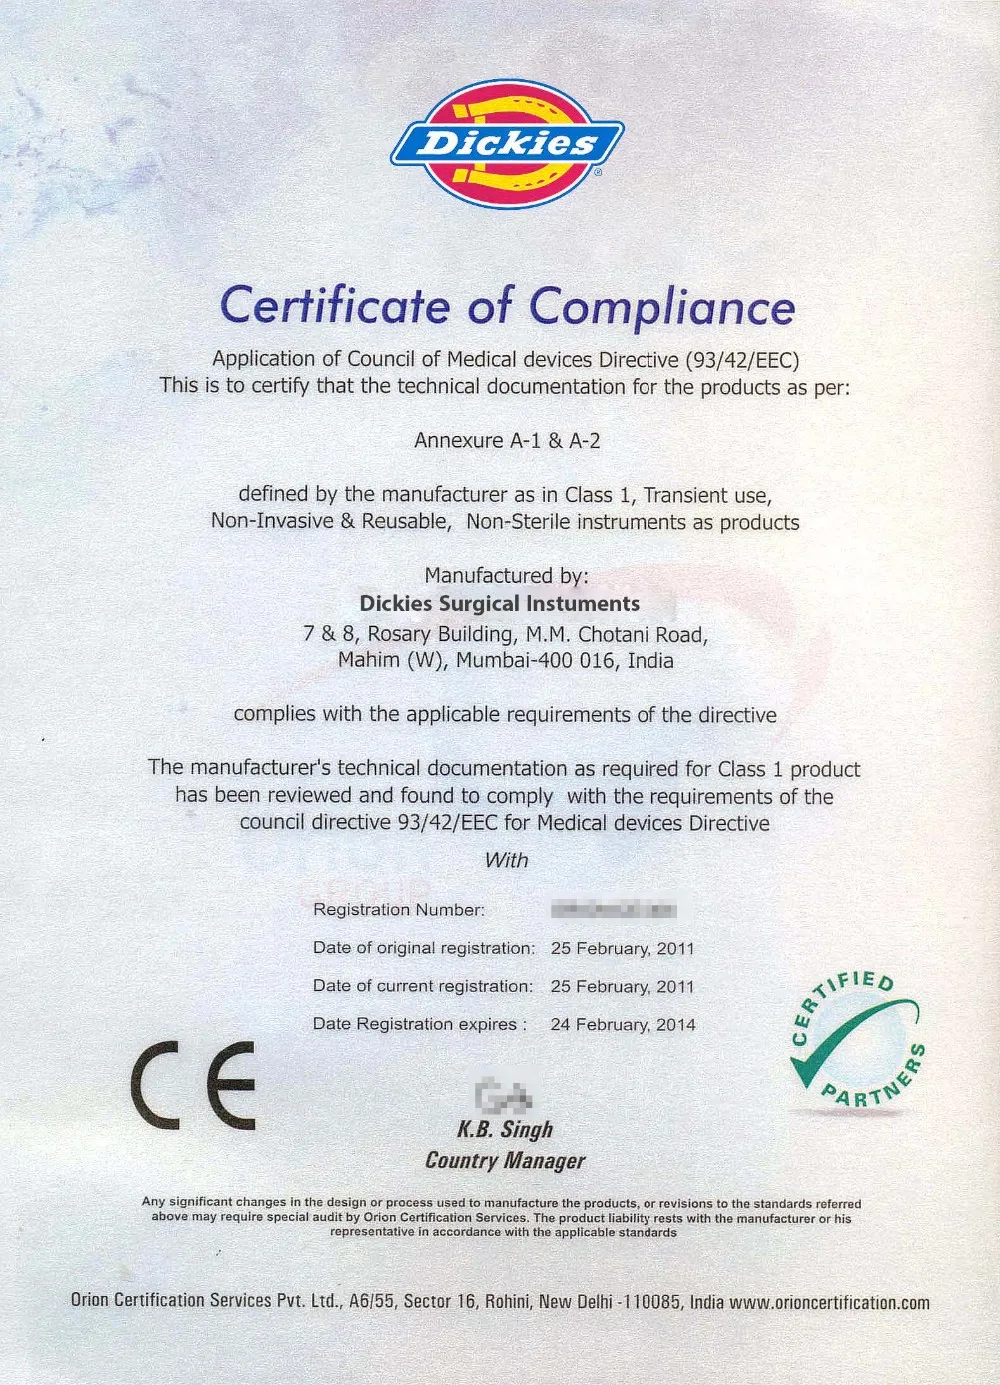 Dickies
®
Certificate of Compliance
Application of Council of Medical devices Directive (93/42/EEC)
This is to certify that the technical documentation for the products as per:
Annexure A-1 & A-2
defined by the manufacturer as in Class 1, Transient use,
Non-Invasive & Reusable, Non-Sterile instruments as products
Manufactured by:
Dickies Surgical Instuments
7 & 8, Rosary Building, M.M. Chotani Road,
Mahim (W), Mumbai-400 016, India
complies with the applicable requirements of the directive
The manufacturer's technical documentation as required for Class 1 product
has been reviewed and found to comply with the requirements of the
council directive 93/42/EEC for Medical devices Directive
With
GROUP
Registration Number:
Date of original registration: 25 February, 2011
Date of current registration: 25 February, 2011
Date Registration expires : 24 February, 2014
CERTIFIED
PARTNERS
CE
K.B. Singh
Country Manager
Any significant changes in the design or process used to manufacture the products, or revisions to the standards referred
above may require special audit by Orion Certification Services. The product liability rests with the manufacturer or his
representative in accordance with the applicable standards
Orion Certification Services Pvt. Ltd., A6/55, Sector 16, Rohini, New Delhi -110085, India www.orioncertification.com